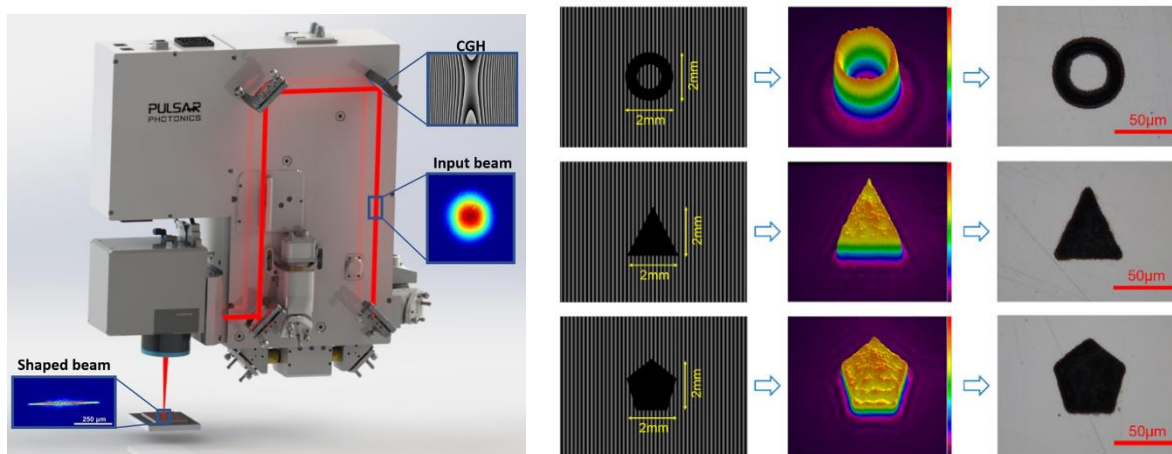 CGH
PULSAR
PHOTONICS
Input beam
Shaped beam
250 µm
2mm
2mm
50µm
2mm
2mm
50µm
2mm
2mm
50µm